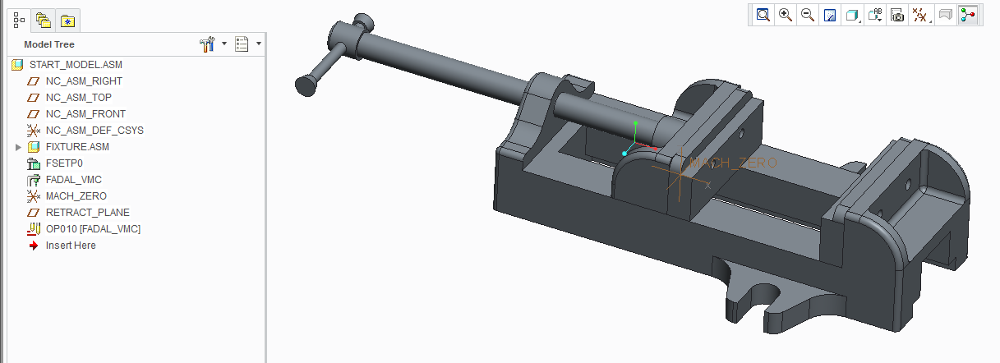 Model Tree
START_MODEL.ASM
NC_ASM_RIGHT
NC_ASM_TOP
NC_ASM_FRONT
NC_ASM_DEF_CSYS
FIXTURE.ASM
FSETP0
FADAL_VMC
MACH_ZERO
RETRACT_PLANE
OP010 [FADAL_VMC]
Insert Here
AB
MACH_ZERO
X